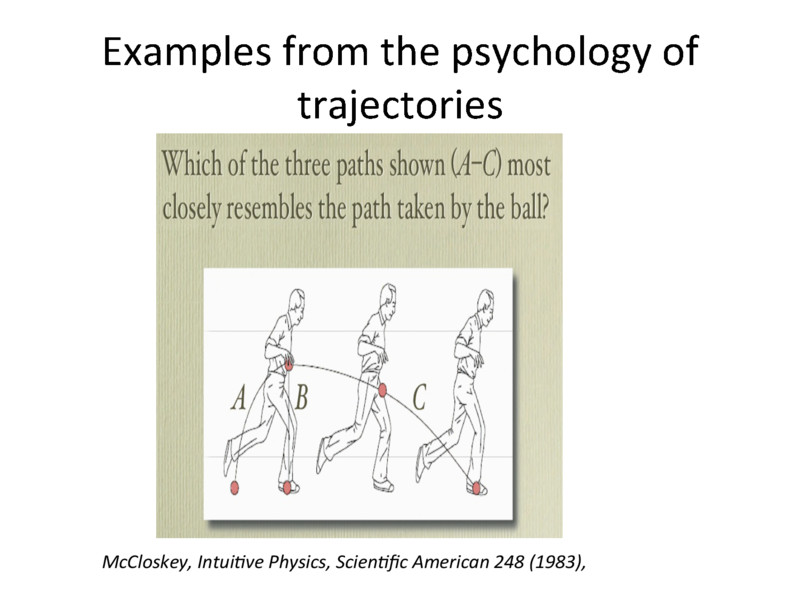 Examples from the psychology of
trajectories
Which of the three paths shown (A–C) most
closely resembles the path taken by the ball?
A B C
McCloskey, Intuitive Physics, Scientific American 248 (1983),